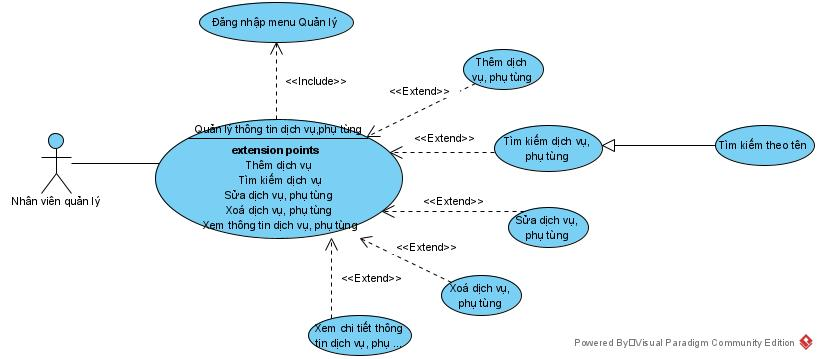 Đăng nhập menu Quản lý
<<Include>>
Thêm dịch
vụ, phụ tùng
<<Extend>>
Quản lý thông tin dịch vụ,phụ tùng
extension points
Thêm dịch vụ
Tìm kiếm dịch vụ
Sửa dịch vụ, phụ tùng
Xoá dịch vụ, phụ tùng
Xem thông tin dịch vụ, phụ tùng
<<Extend>>
Tìm kiếm dịch vụ,
phụ tùng
Tìm kiếm theo tên
Nhân viên quản lý
<<Extend>>
Sửa dịch vụ,
phụ tùng
<<Extend>>
Xoá dịch vụ,
phụ tùng
<<Extend>>
Xem chi tiết thông
tin dịch vụ, phụ ...
Powered By□Visual Paradigm Community Edition